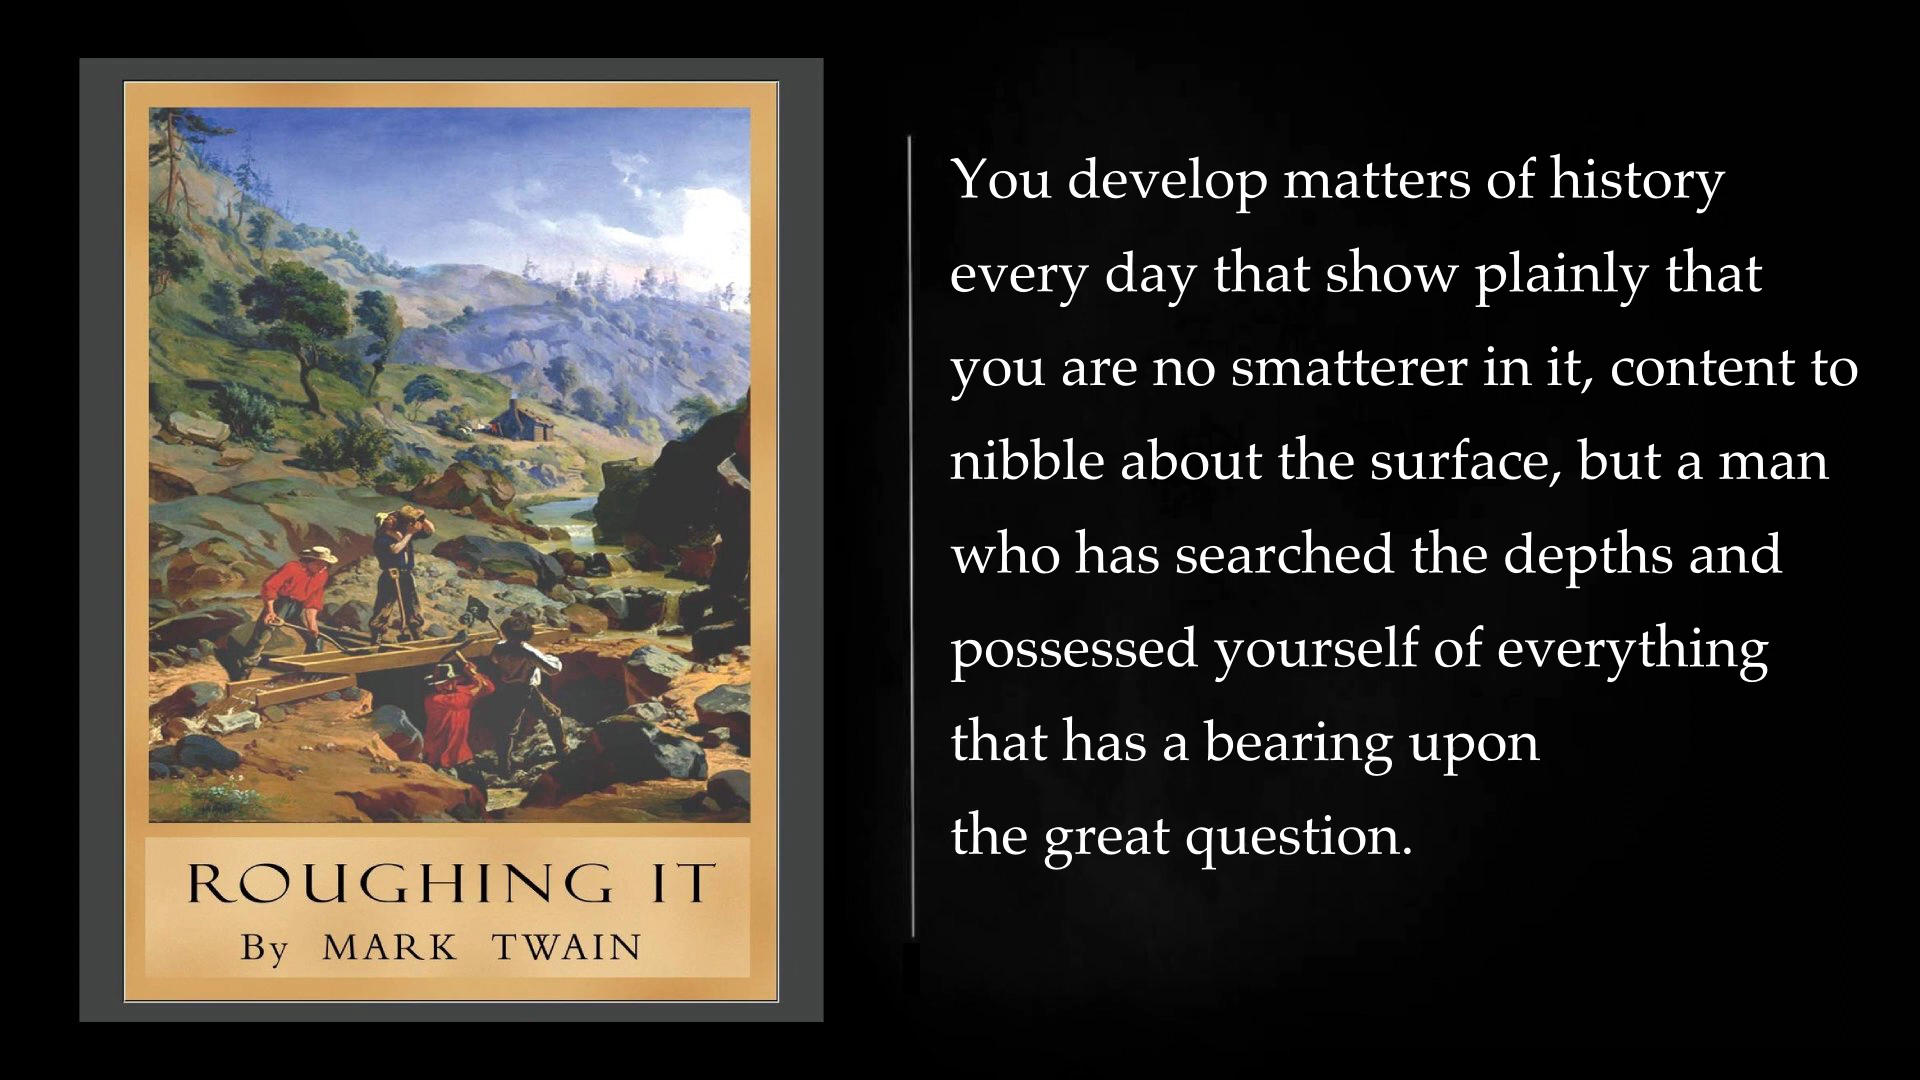 ROUGHING IT
By MARK TWAIN
You develop matters of history
every day that show plainly that
you are no smatterer in it, content to
nibble about the surface, but a man
who has searched the depths and
possessed yourself of everything
that has a bearing upon
the great question.